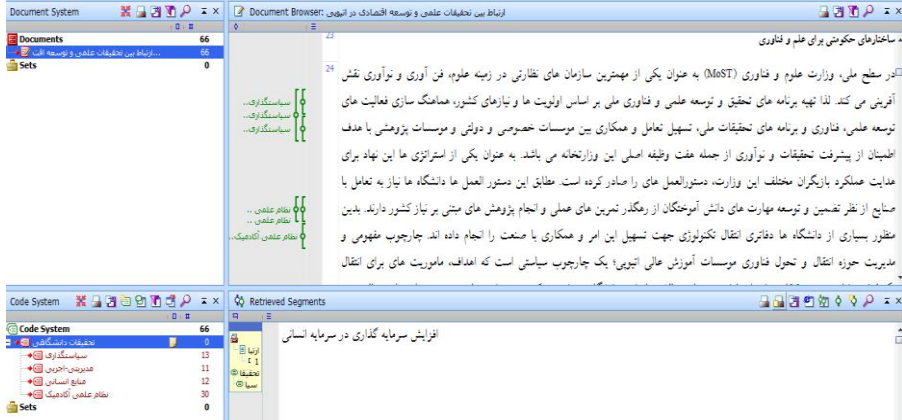 Document System
Documents 66
ارتباط بین تحقیقات علمی و توسعه اقت... 66
Sets 0
Document Browser: ارتباط بین تحقیقات علمی و توسعه اقتصادی در اتیوپی
23
ساختارهای حکومتی برای علم و فناوری
24
در سطح ملی، وزارت علوم و فناوری (MoST) به عنوان یکی از مهمترین سازمان های نظارتی در زمینه علوم، فن آوری و نوآوری نقش
آفرینی می کند. لذا تهیه برنامه های تحقیق و توسعه علمی و فناوری ملی بر اساس اولویت ها و نیازهای کشور، هماهنگ سازی فعالیت های
توسعه علمی، فناوری و برنامه های تحقیقات ملی، تسهیل تعامل و همکاری بین موسسات خصوصی و دولتی و موسسات پژوهشی با هدف
اطمینان از پیشرفت تحقیقات و نوآوری از جمله هفت وظیفه اصلی این وزارتخانه می باشد. به عنوان یکی از استراتژی ها این نهاد برای
هدایت عملکرد بازیگران مختلف این وزارت، دستورالعمل های را صادر کرده است. مطابق این دستور العمل ها دانشگاه ها نیاز به تعامل با
صنایع از نظر تضمین و توسعه مهارت های دانش آموختگان از رهگذر تمرین های عملی و انجام پژوهش های مبتنی بر نیاز کشور دارند. بدین
منظور بسیاری از دانشگاه ها دفاتری انتقال تکنولوژی جهت تسهیل این امر و همکاری با صنعت را انجام داده اند. چارچوب مفهومی و
مدیریت حوزه انتقال و تحول فناوری موسسات آموزش عالی اتیوپی؛ یک چارچوب سیاستی است که اهداف، ماموریت های برای انتقال
سیاستگذاری..
سیاستگذاری..
سیاستگذاری..
نظام علمی ..
نظام علمی ..
نظام علمی آکادمیک..
Code System
Code System 66
تحقیقات دانشگاهی 0
سیاستگذاری 13
مدیریتی-اجرایی 11
منابع انسانی 12
نظام علمی آکادمیک 30
Sets 0
Retrieved Segments
ارتبا
1
تحقیقا
سیا
افزایش سرمایه گذاری در سرمایه انسانی